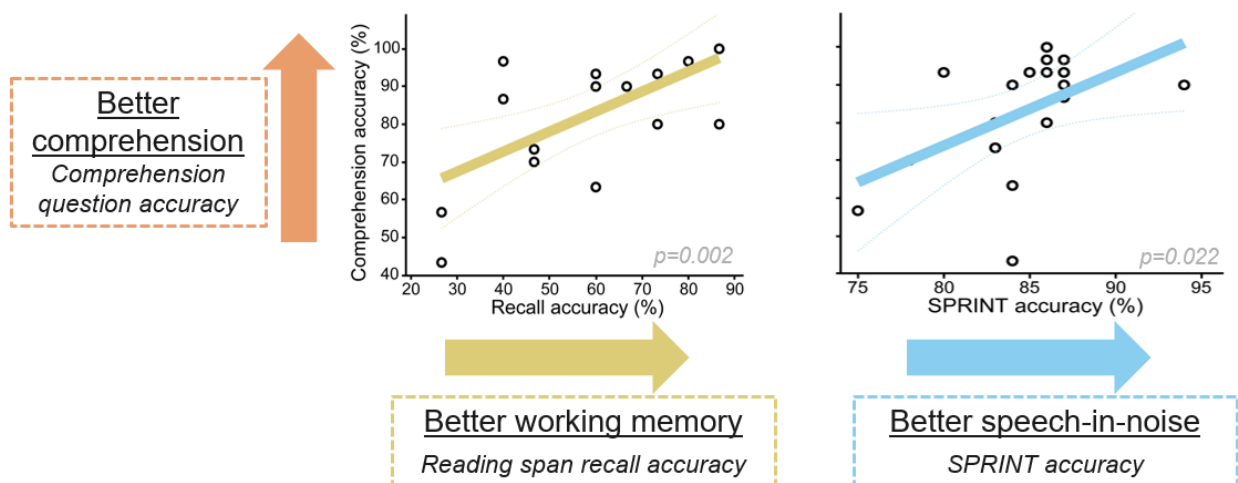 Better
comprehension
Comprehension
question accuracy
Comprehension accuracy (%)
100
90
80
70
60
50
40
p=0.002
20 30 40 50 60 70 80 90
Recall accuracy (%)
p=0.022
75 80 85 90 95
SPRINT accuracy (%)
Better working memory
Reading span recall accuracy
Better speech-in-noise
SPRINT accuracy